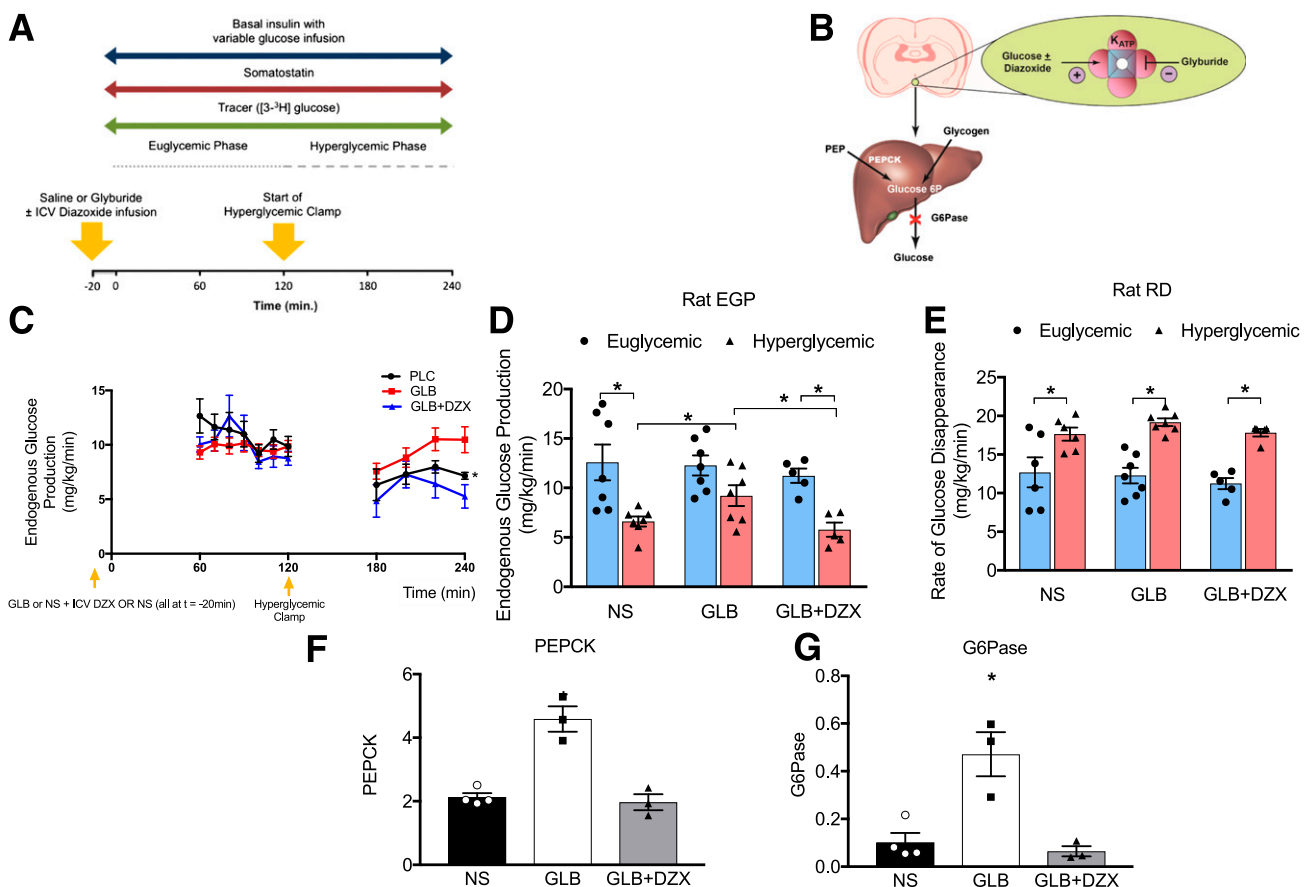 A
Basal insulin with
variable glucose infusion
Somatostatin
Tracer ([3-³H] glucose)
Euglycemic Phase
Hyperglycemic Phase
Saline or Glyburide
± ICV Diazoxide infusion
Start of
Hyperglycemic Clamp
-20
0
60
120
180
240
Time (min.)
B
Glucose ±
Diazoxide
KATP
Glyburide
+
−
Glycogen
PEP
PEPCK
Glucose 6P
G6Pase
Glucose
C
Endogenous Glucose
Production
(mg/kg/min)
15
10
5
0
PLC
GLB
GLB+DZX
*
0
60
120
180
240
Time (min)
GLB or NS + ICV DZX OR NS (all at t = -20min)
Hyperglycemic
Clamp
D
Rat EGP
Euglycemic
Hyperglycemic
Endogenous Glucose Production
(mg/kg/min)
20
15
10
5
0
*
*
*
*
NS
GLB
GLB+DZX
E
Rat RD
Euglycemic
Hyperglycemic
Rate of Glucose Disappearance
(mg/kg/min)
25
20
15
10
5
0
*
*
*
NS
GLB
GLB+DZX
F
PEPCK
PEPCK
6
4
2
0
*
NS
GLB
GLB+DZX
G
G6Pase
G6Pase
0.8
0.6
0.4
0.2
0.0
*
NS
GLB
GLB+DZX